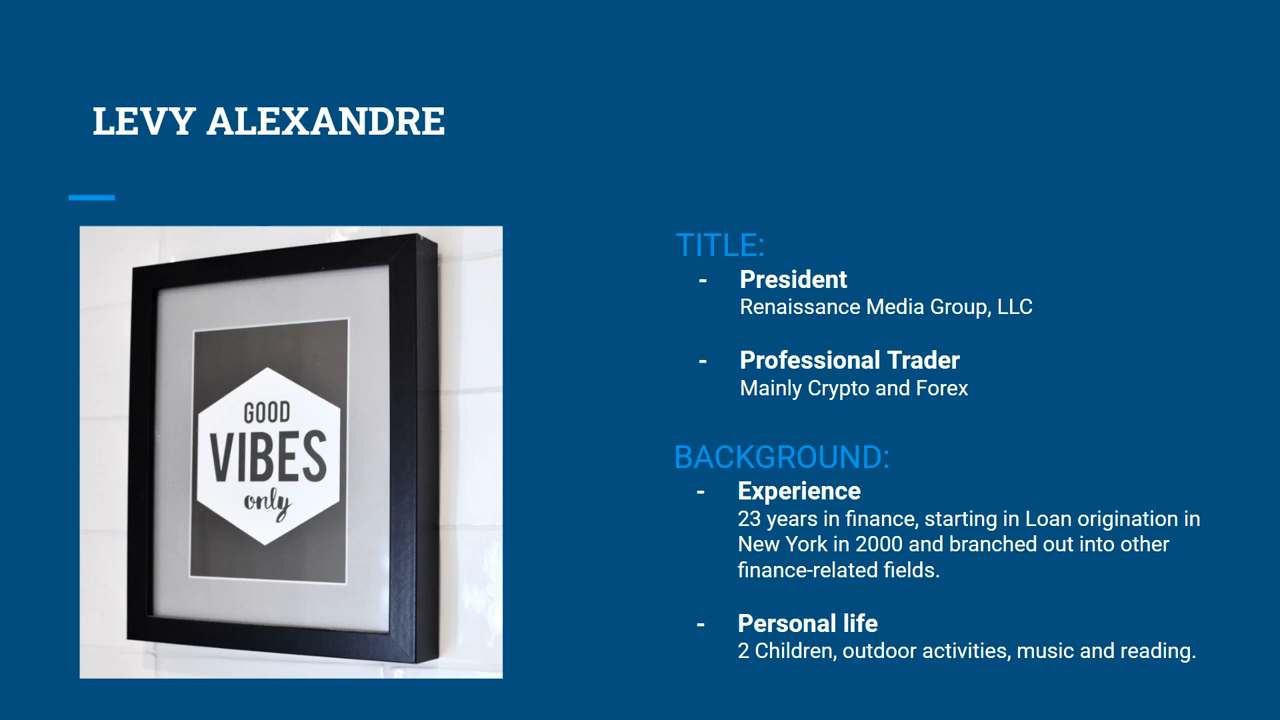 LEVY ALEXANDRE
GOOD
VIBES
only
TITLE:
- President
Renaissance Media Group, LLC
- Professional Trader
Mainly Crypto and Forex
BACKGROUND:
- Experience
23 years in finance, starting in Loan origination in
New York in 2000 and branched out into other
finance-related fields.
- Personal life
2 Children, outdoor activities, music and reading.